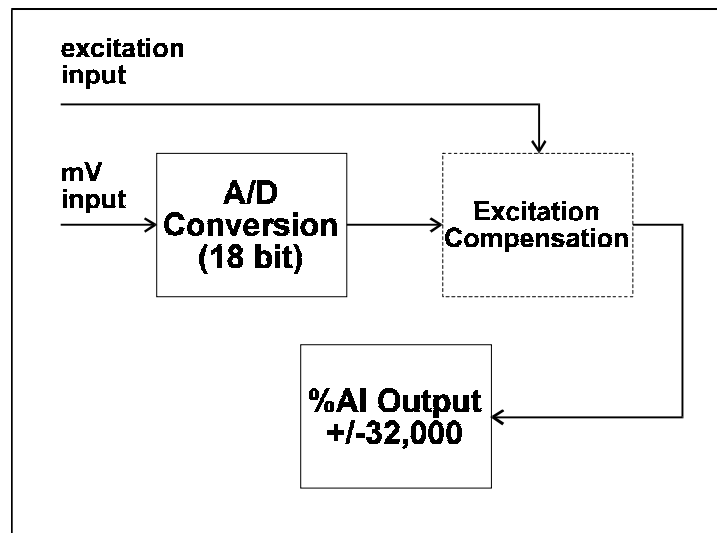 excitation
input
mV
input
A/D
Conversion
(18 bit)
Excitation
Compensation
%AI Output
+/-32,000